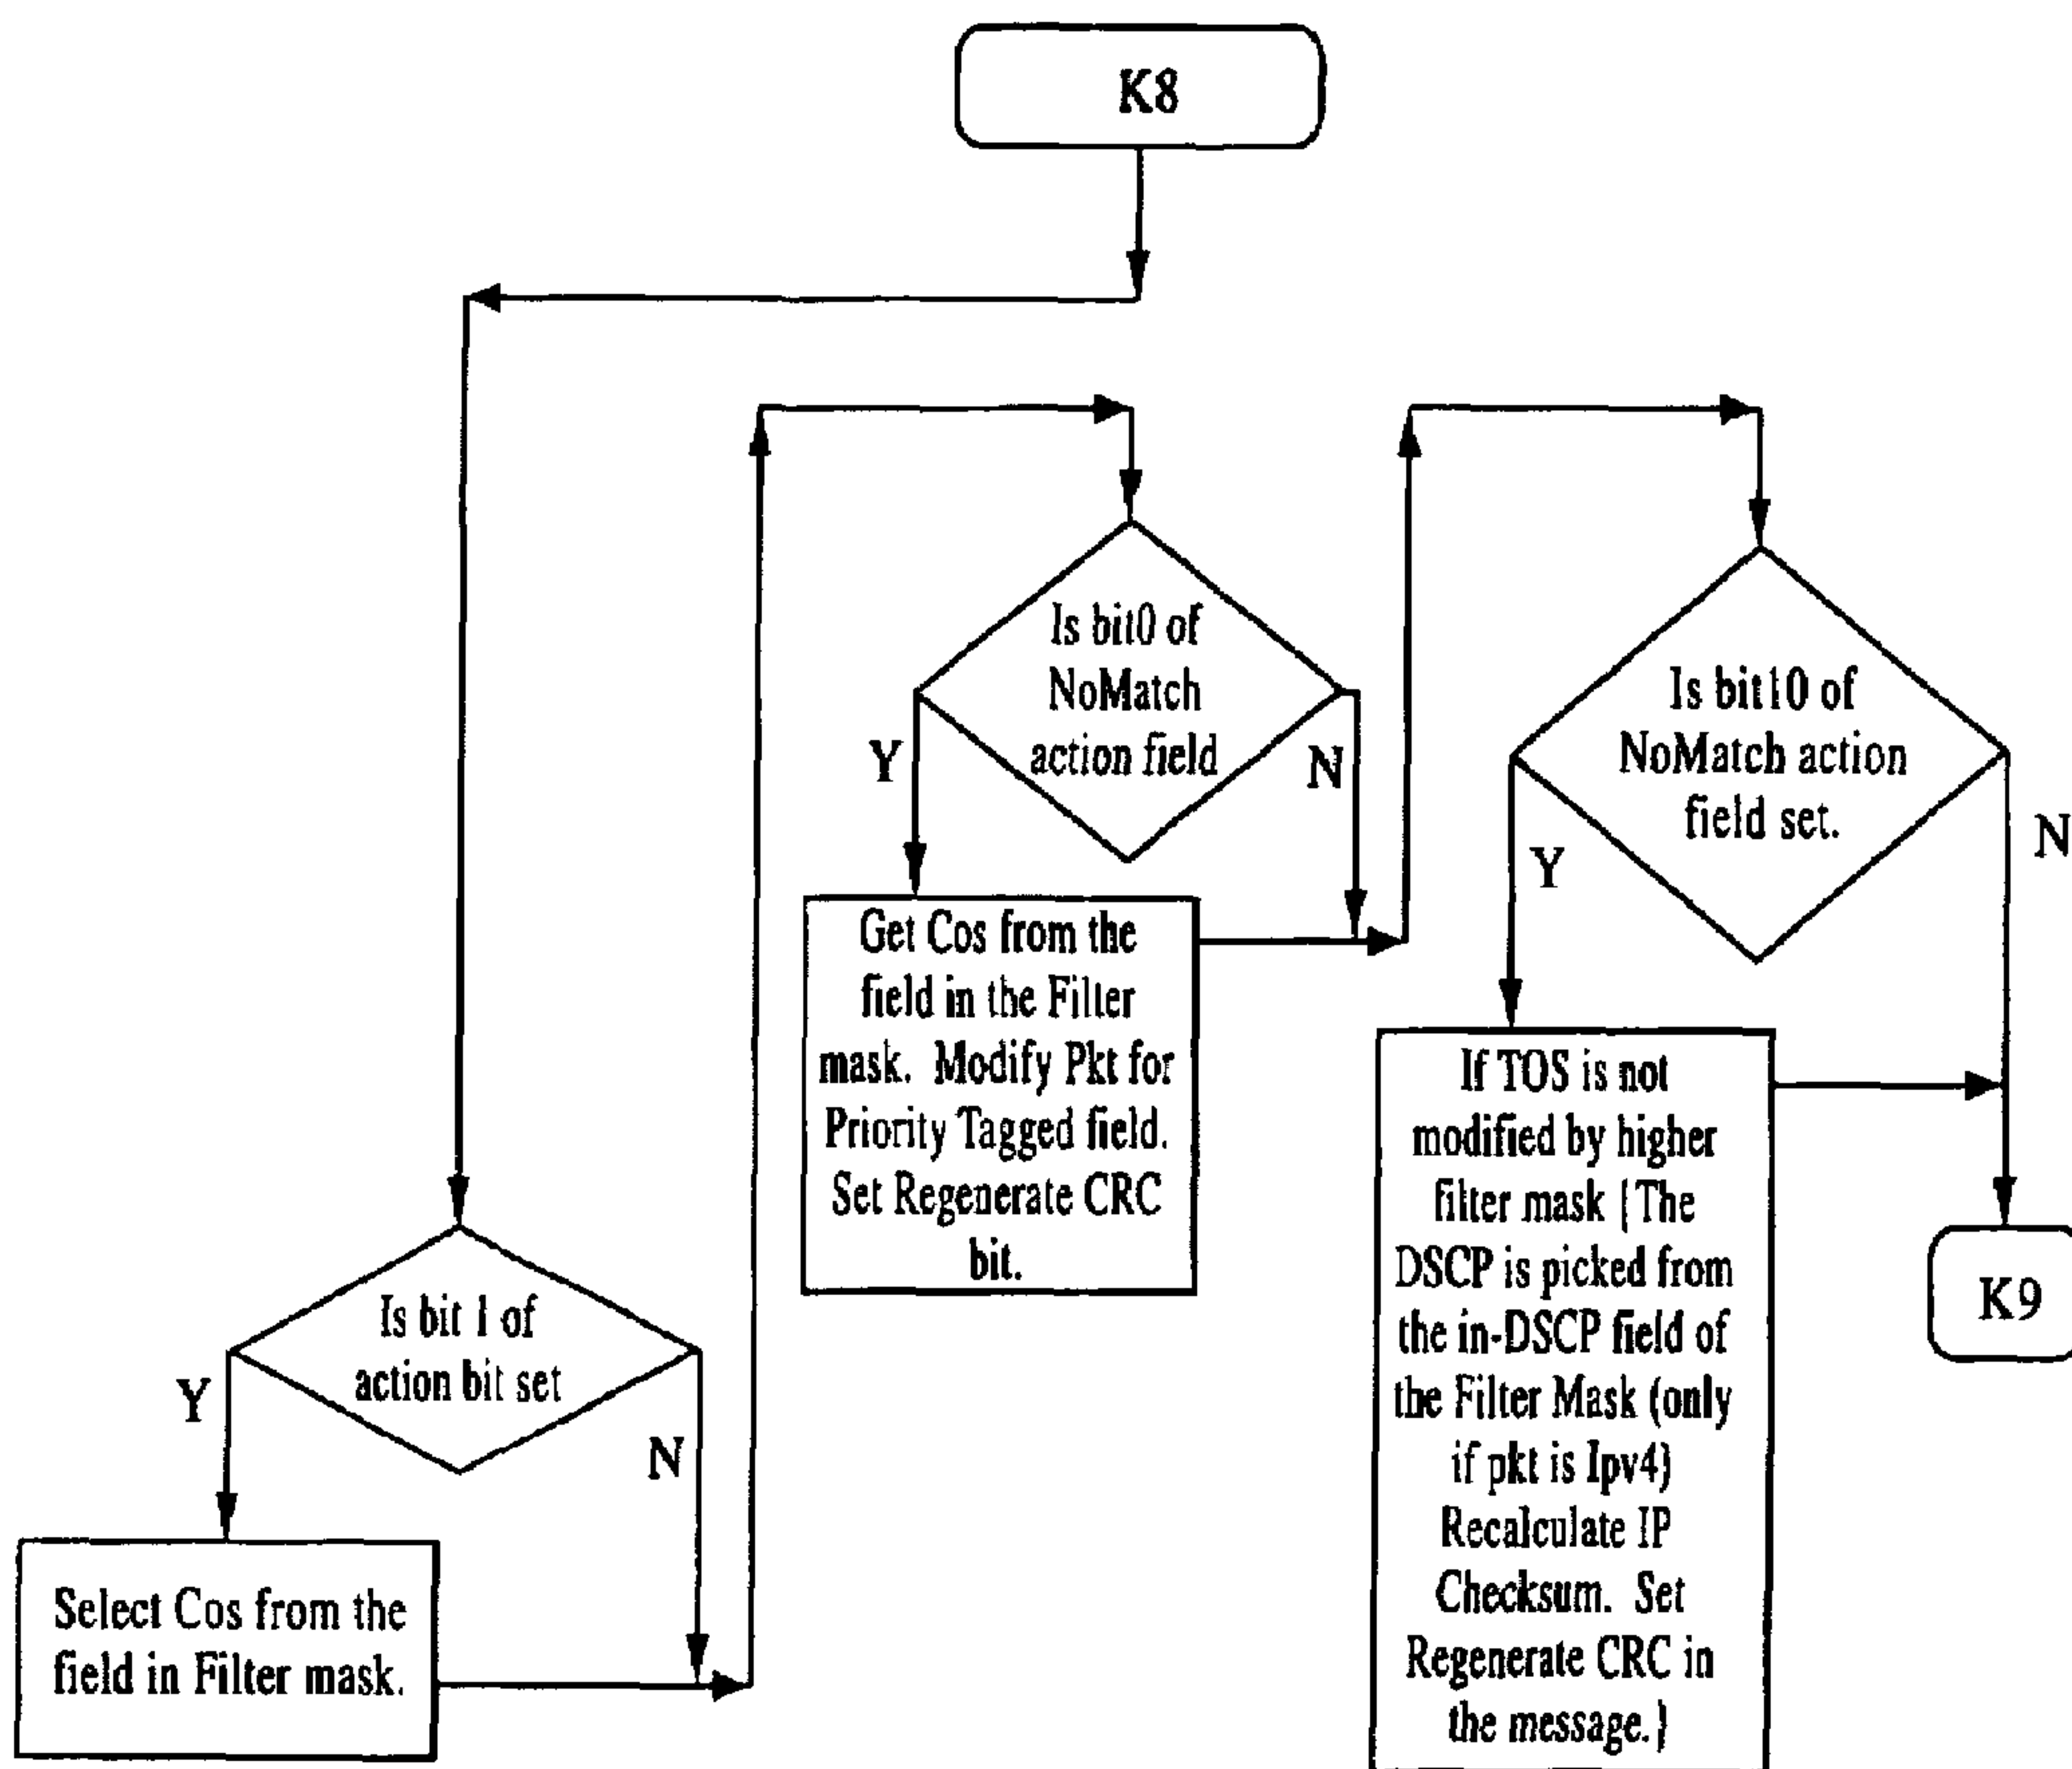 K8
Is bit 1 of
action bit set
Y
N
Select Cos from the
field in Filter mask.
Is bit0 of
NoMatch
action field
Y
N
Get Cos from the
field in the Filter
mask. Modify Pkt for
Priority Tagged field.
Set Regenerate CRC
bit.
Is bit10 of
NoMatch action
field set.
Y
N
If TOS is not
modified by higher
filter mask [The
DSCP is picked from
the in-DSCP field of
the Filter Mask (only
if pkt is Ipv4)
Recalculate IP
Checksum. Set
Regenerate CRC in
the message.]
K9